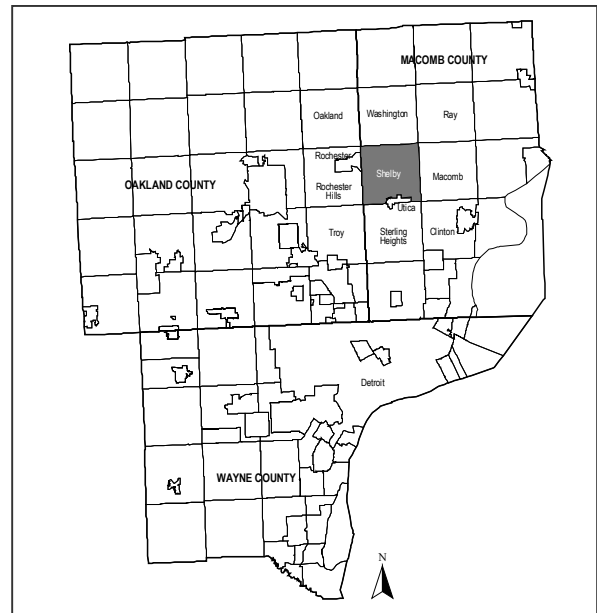 MACOMB COUNTY
Oakland
Washington
Ray
Rochester
OAKLAND COUNTY
Rochester
Hills
Shelby
Macomb
Utica
Troy
Sterling
Heights
Clinton
Detroit
WAYNE COUNTY
N